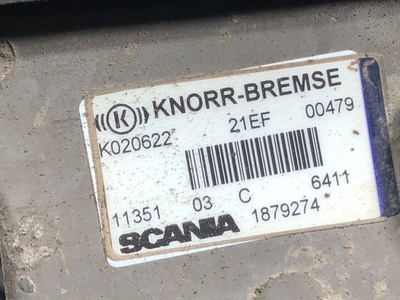 ((K)) KNORR-BREMSE
K020622 21EF 00479
11351 03 C 6411
SCANIA 1879274